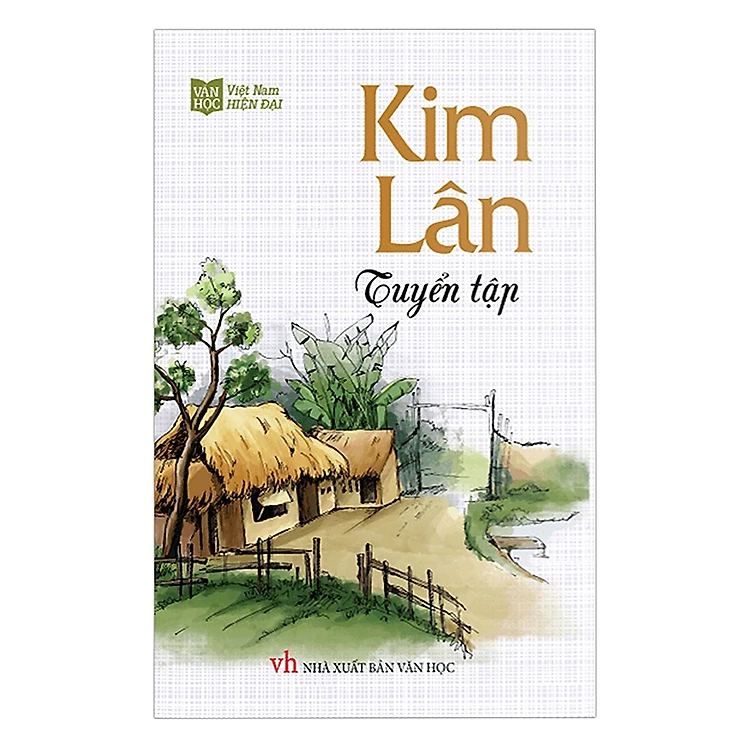 VĂN HỌC
Việt Nam
HIỆN ĐẠI
Kim
Lân
Tuyển tập
vh NHÀ XUẤT BẢN VĂN HỌC